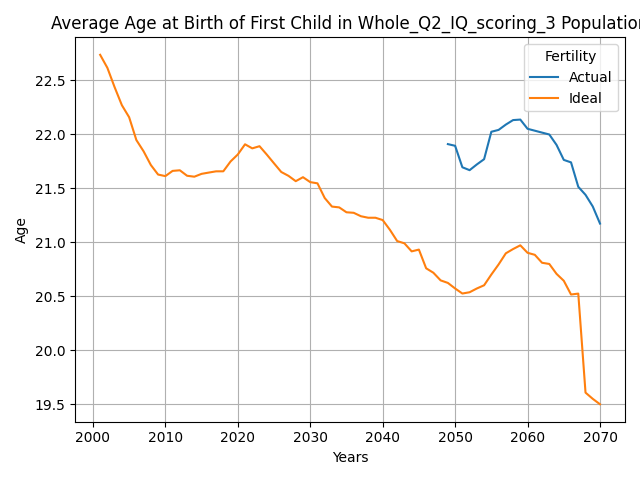 Average Age at Birth of First Child in Whole_Q2_IQ_scoring_3 Population
Fertility
Actual
Ideal
22.5
22.0
21.5
21.0
20.5
20.0
19.5
Age
2000 2010 2020 2030 2040 2050 2060 2070
Years